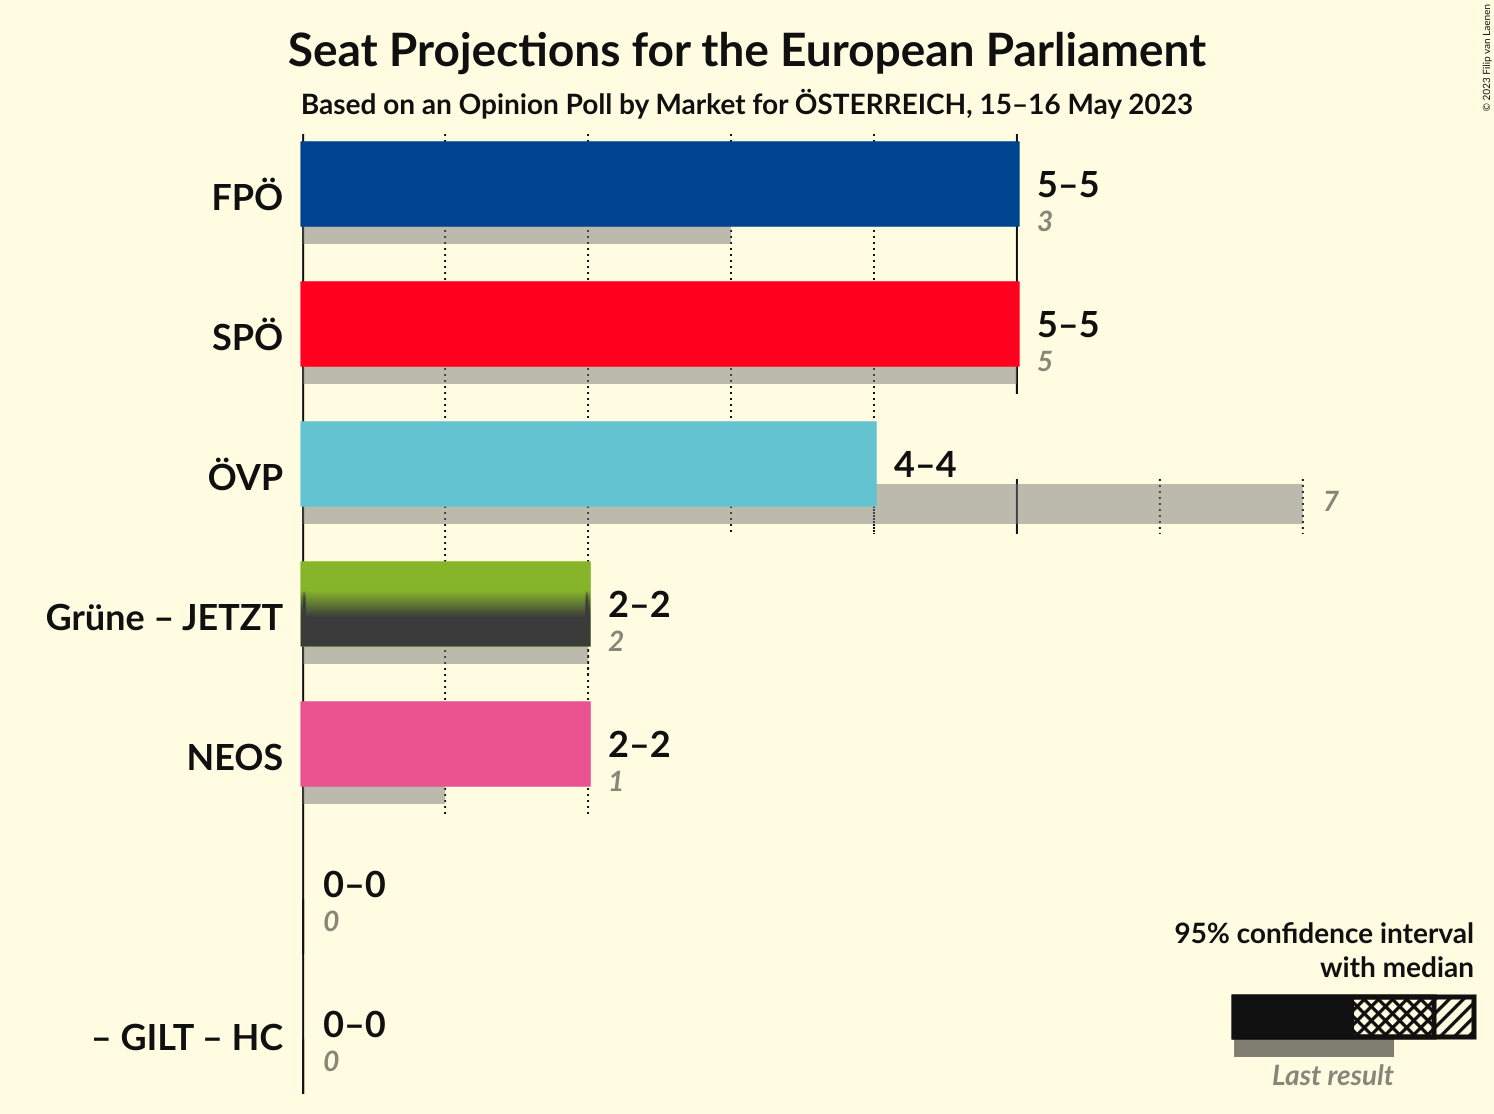 Seat Projections for the European Parliament
Based on an Opinion Poll by Market for ÖSTERREICH, 15–16 May 2023
© 2023 Filip van Laenen
FPÖ
5–5
3
SPÖ
5–5
5
ÖVP
4–4
7
Grüne – JETZT
2–2
2
NEOS
2–2
1
0–0
0
– GILT – HC
0–0
0
95% confidence interval
with median
Last result